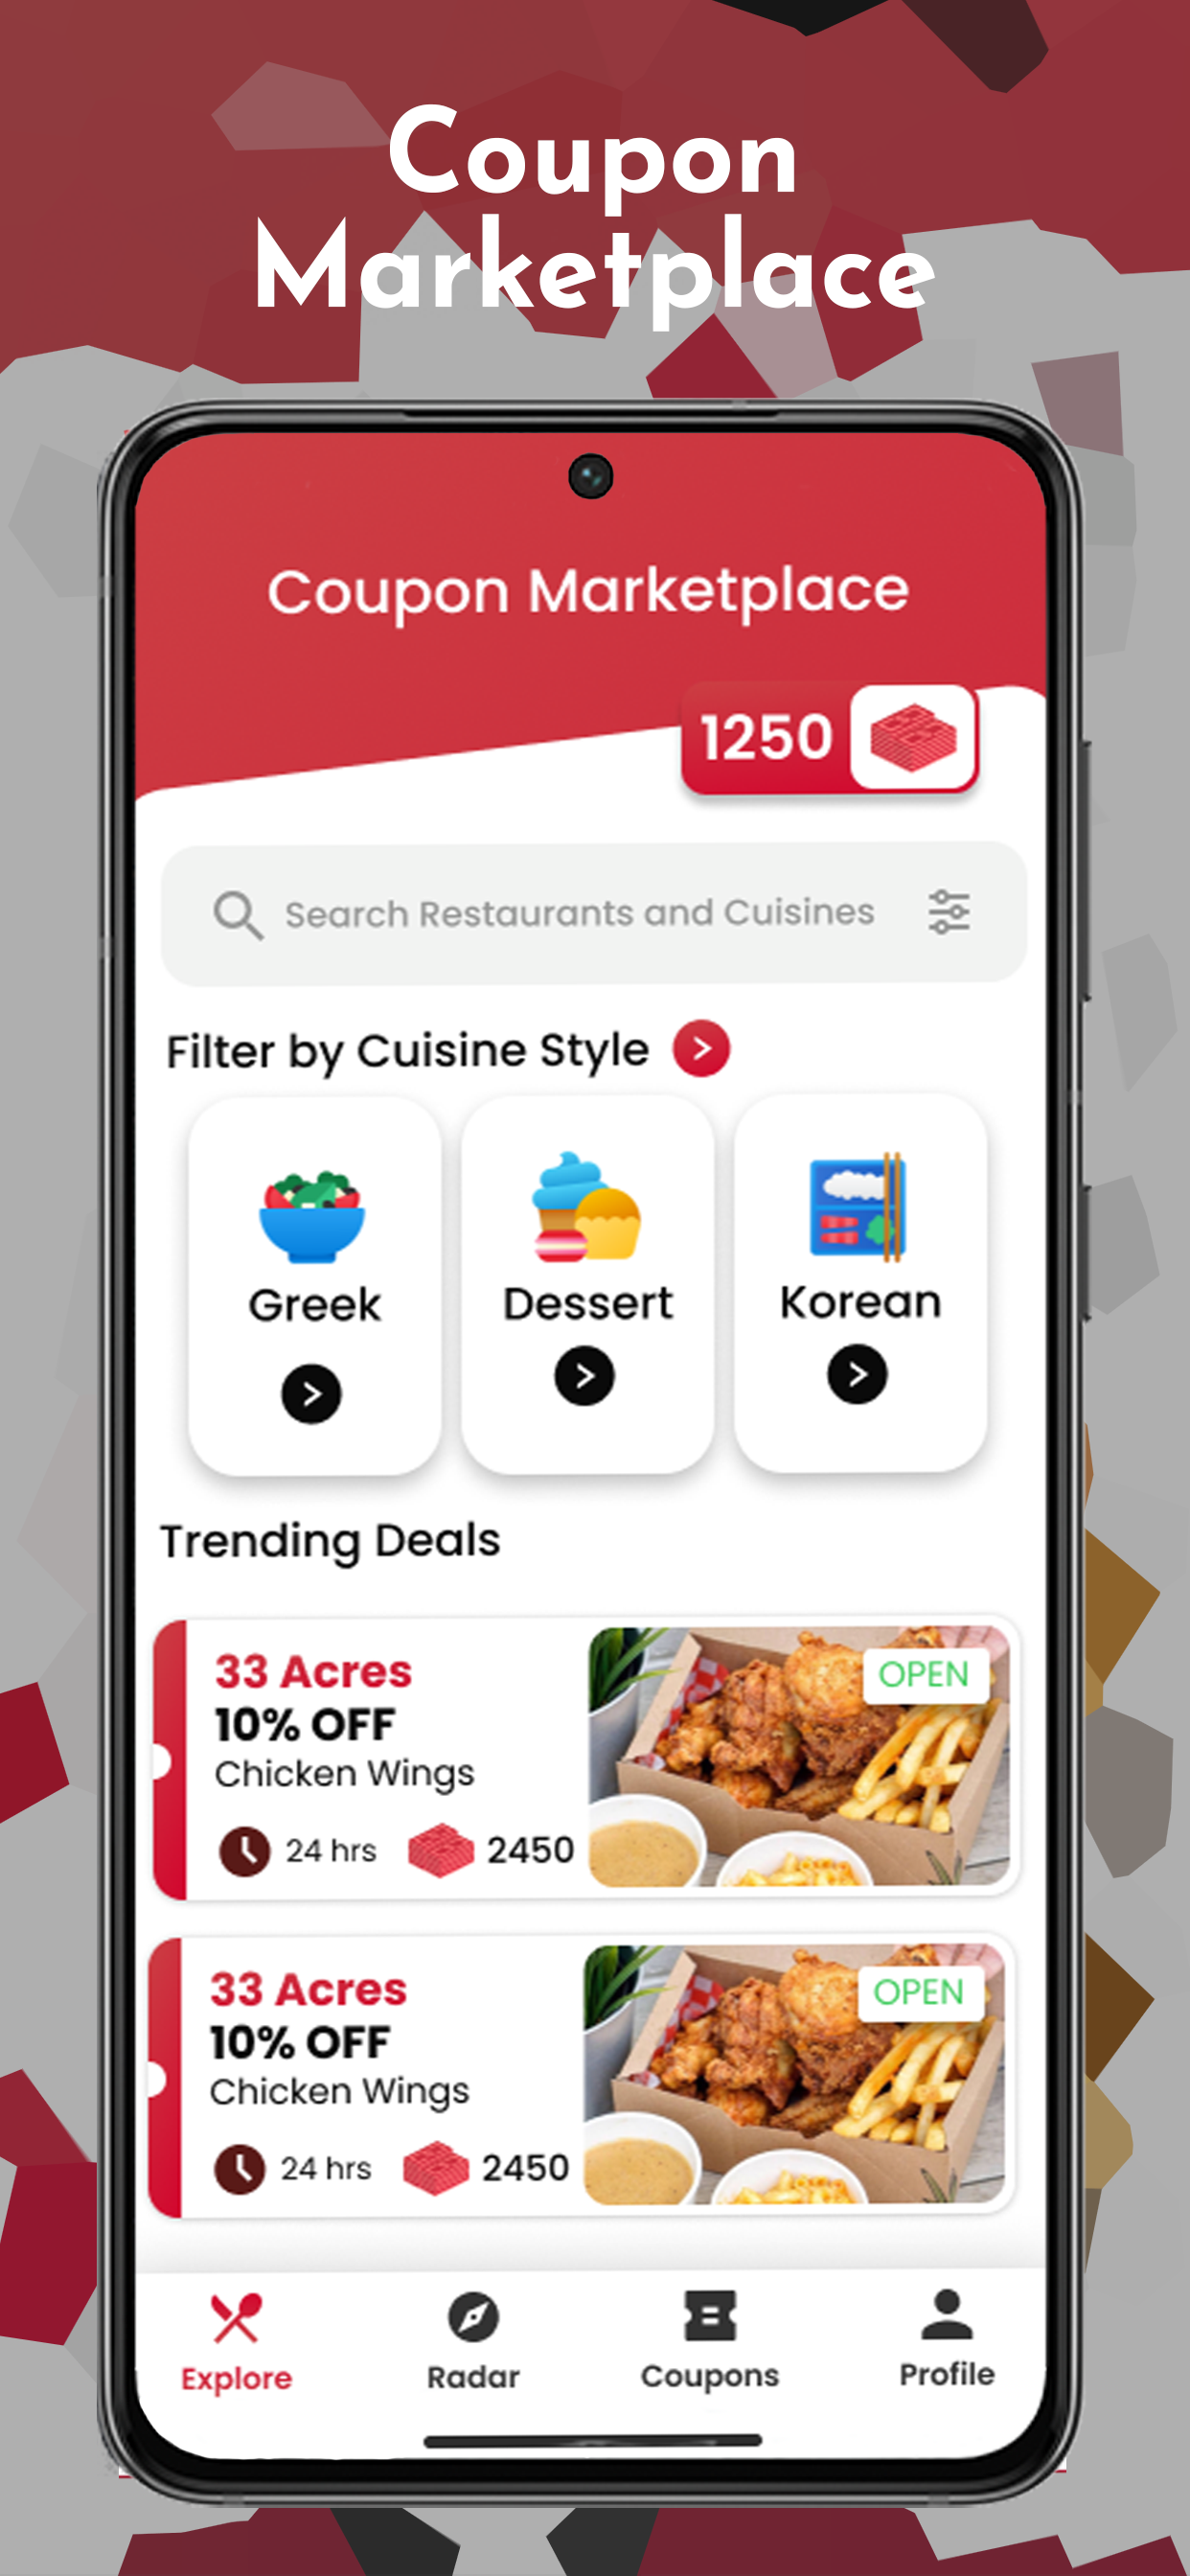 Coupon
Marketplace
Coupon Marketplace
1250
Search Restaurants and Cuisines
Filter by Cuisine Style
Greek
Dessert
Korean
Trending Deals
33 Acres
10% OFF
Chicken Wings
24 hrs
2450
OPEN
33 Acres
10% OFF
Chicken Wings
24 hrs
2450
OPEN
Explore
Radar
Coupons
Profile